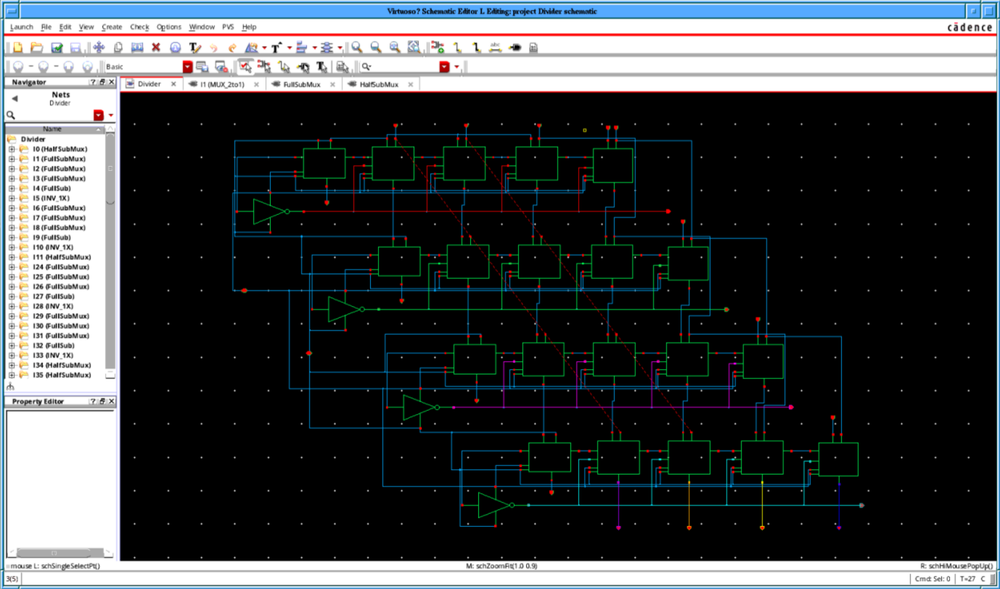 Virtuoso? Schematic Editor L Editing: project Divider schematic
Launch File Edit View Create Check Options Window PVS Help
cādence
abc
Basic
Navigator
Divider I1 (MUX_2to1) FullSubMux HalfSubMux
Nets
Divider
Name
Divider
I0 (HalfSubMux)
I1 (FullSubMux)
I2 (FullSubMux)
I3 (FullSubMux)
I4 (FullSub)
I5 (INV_1X)
I6 (FullSubMux)
I7 (FullSubMux)
I8 (FullSubMux)
I9 (FullSub)
I10 (INV_1X)
I11 (HalfSubMux)
I24 (FullSubMux)
I25 (FullSubMux)
I26 (FullSubMux)
I27 (FullSub)
I28 (INV_1X)
I29 (FullSubMux)
I30 (FullSubMux)
I31 (FullSubMux)
I32 (FullSub)
I33 (INV_1X)
I34 (HalfSubMux)
I35 (HalfSubMux)
Property Editor
mouse L: schSingleSelectPt() M: schZoomFit(1.0 0.9) R: schHiMousePopUp()
3(5) Cmd: Sel: 0 T=27 C